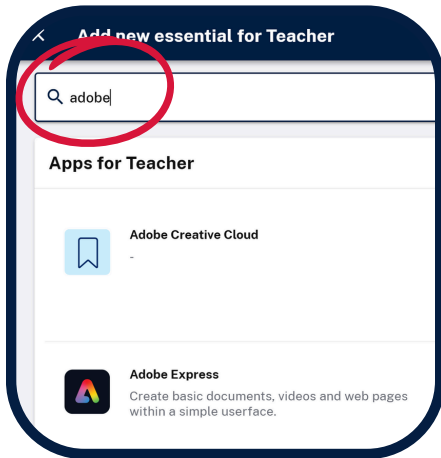 Add new essential for Teacher
adobe
Apps for Teacher
Adobe Creative Cloud
-
Adobe Express
Create basic documents, videos and web pages
within a simple userface.